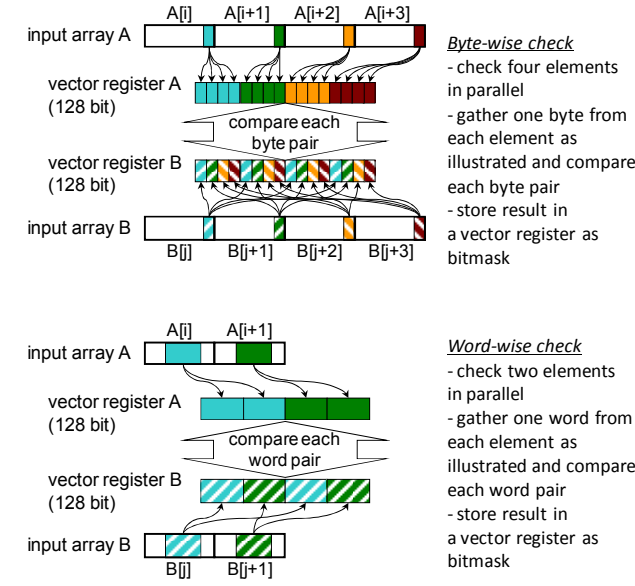 A[i] A[i+1] A[i+2] A[i+3]
input array A
vector register A
(128 bit)
compare each
byte pair
vector register B
(128 bit)
input array B
B[j] B[j+1] B[j+2] B[j+3]
Byte-wise check
- check four elements
in parallel
- gather one byte from
each element as
illustrated and compare
each byte pair
- store result in
a vector register as
bitmask
A[i] A[i+1]
input array A
vector register A
(128 bit)
compare each
word pair
vector register B
(128 bit)
input array B
B[j] B[j+1]
Word-wise check
- check two elements
in parallel
- gather one word from
each element as
illustrated and compare
each word pair
- store result in
a vector register as
bitmask